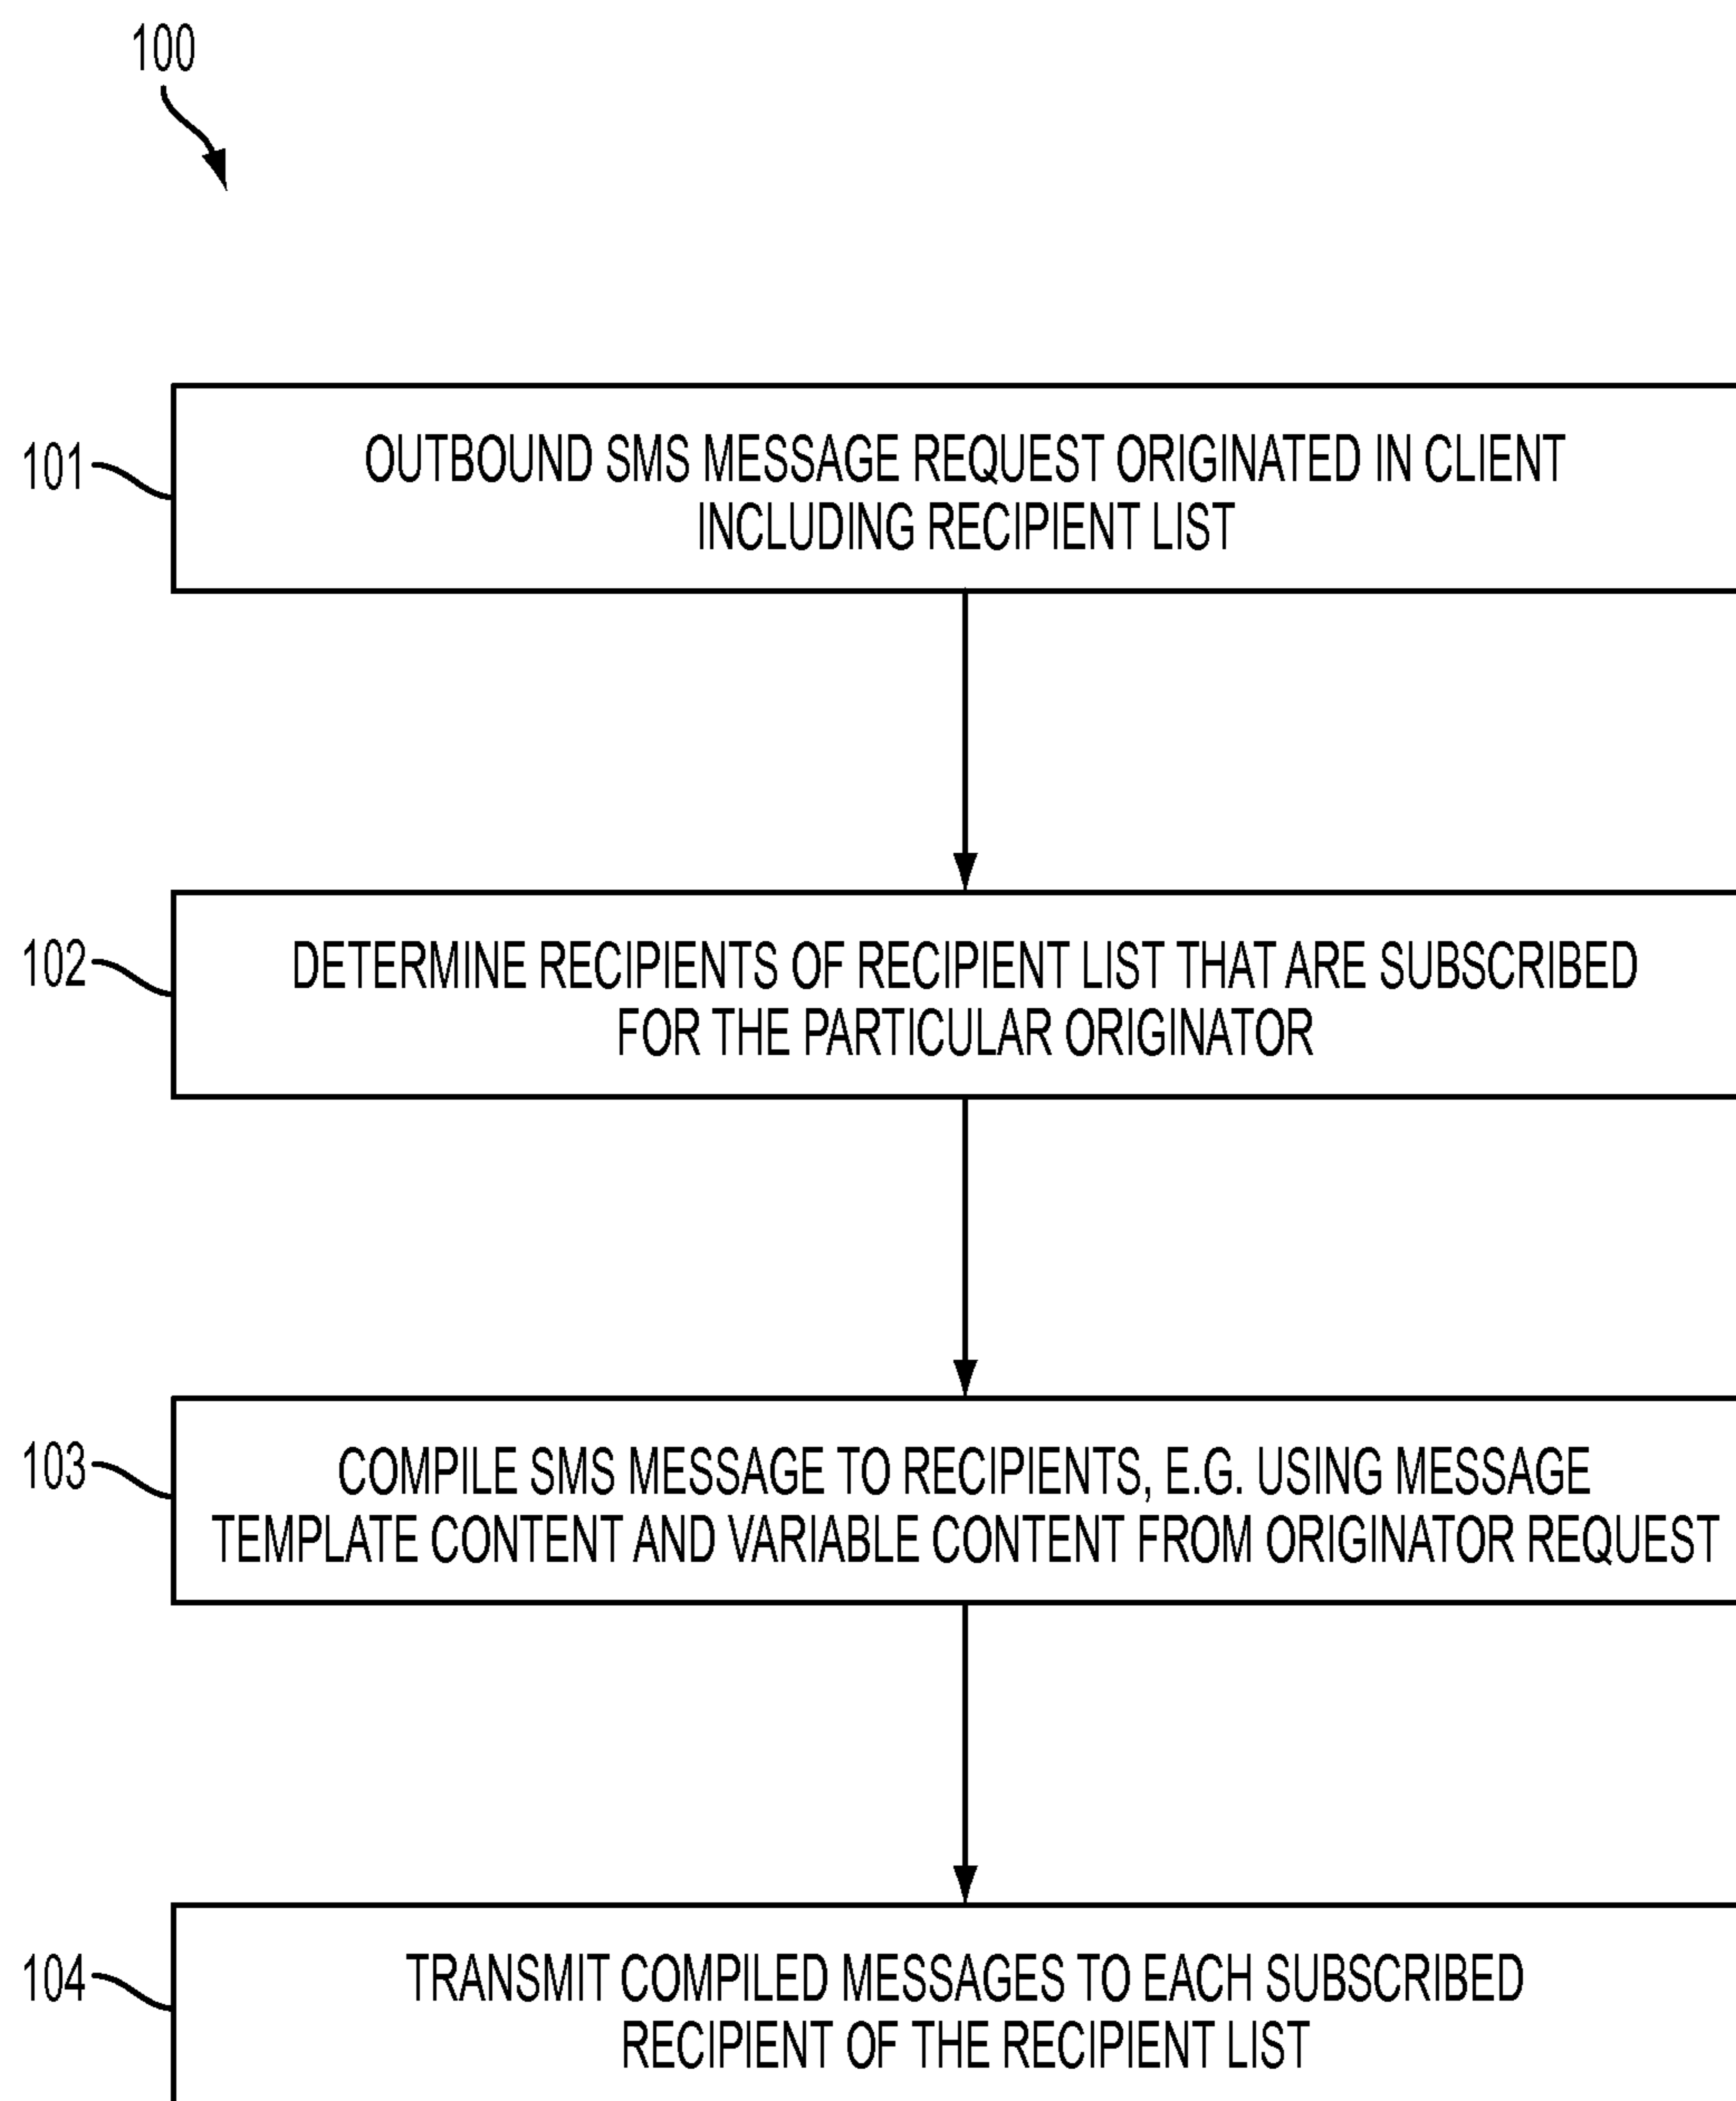 100
101
OUTBOUND SMS MESSAGE REQUEST ORIGINATED IN CLIENT
INCLUDING RECIPIENT LIST
102
DETERMINE RECIPIENTS OF RECIPIENT LIST THAT ARE SUBSCRIBED
FOR THE PARTICULAR ORIGINATOR
103
COMPILE SMS MESSAGE TO RECIPIENTS, E.G. USING MESSAGE
TEMPLATE CONTENT AND VARIABLE CONTENT FROM ORIGINATOR REQUEST
104
TRANSMIT COMPILED MESSAGES TO EACH SUBSCRIBED
RECIPIENT OF THE RECIPIENT LIST